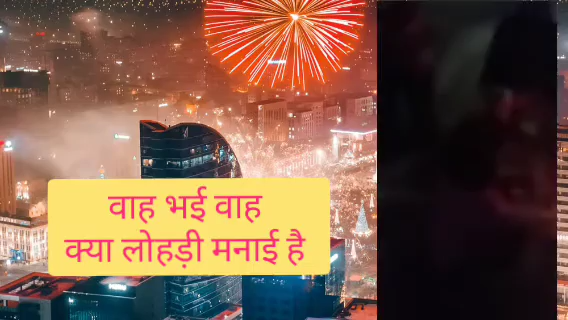 वाह भई वाह
क्या लोहड़ी मनाई है